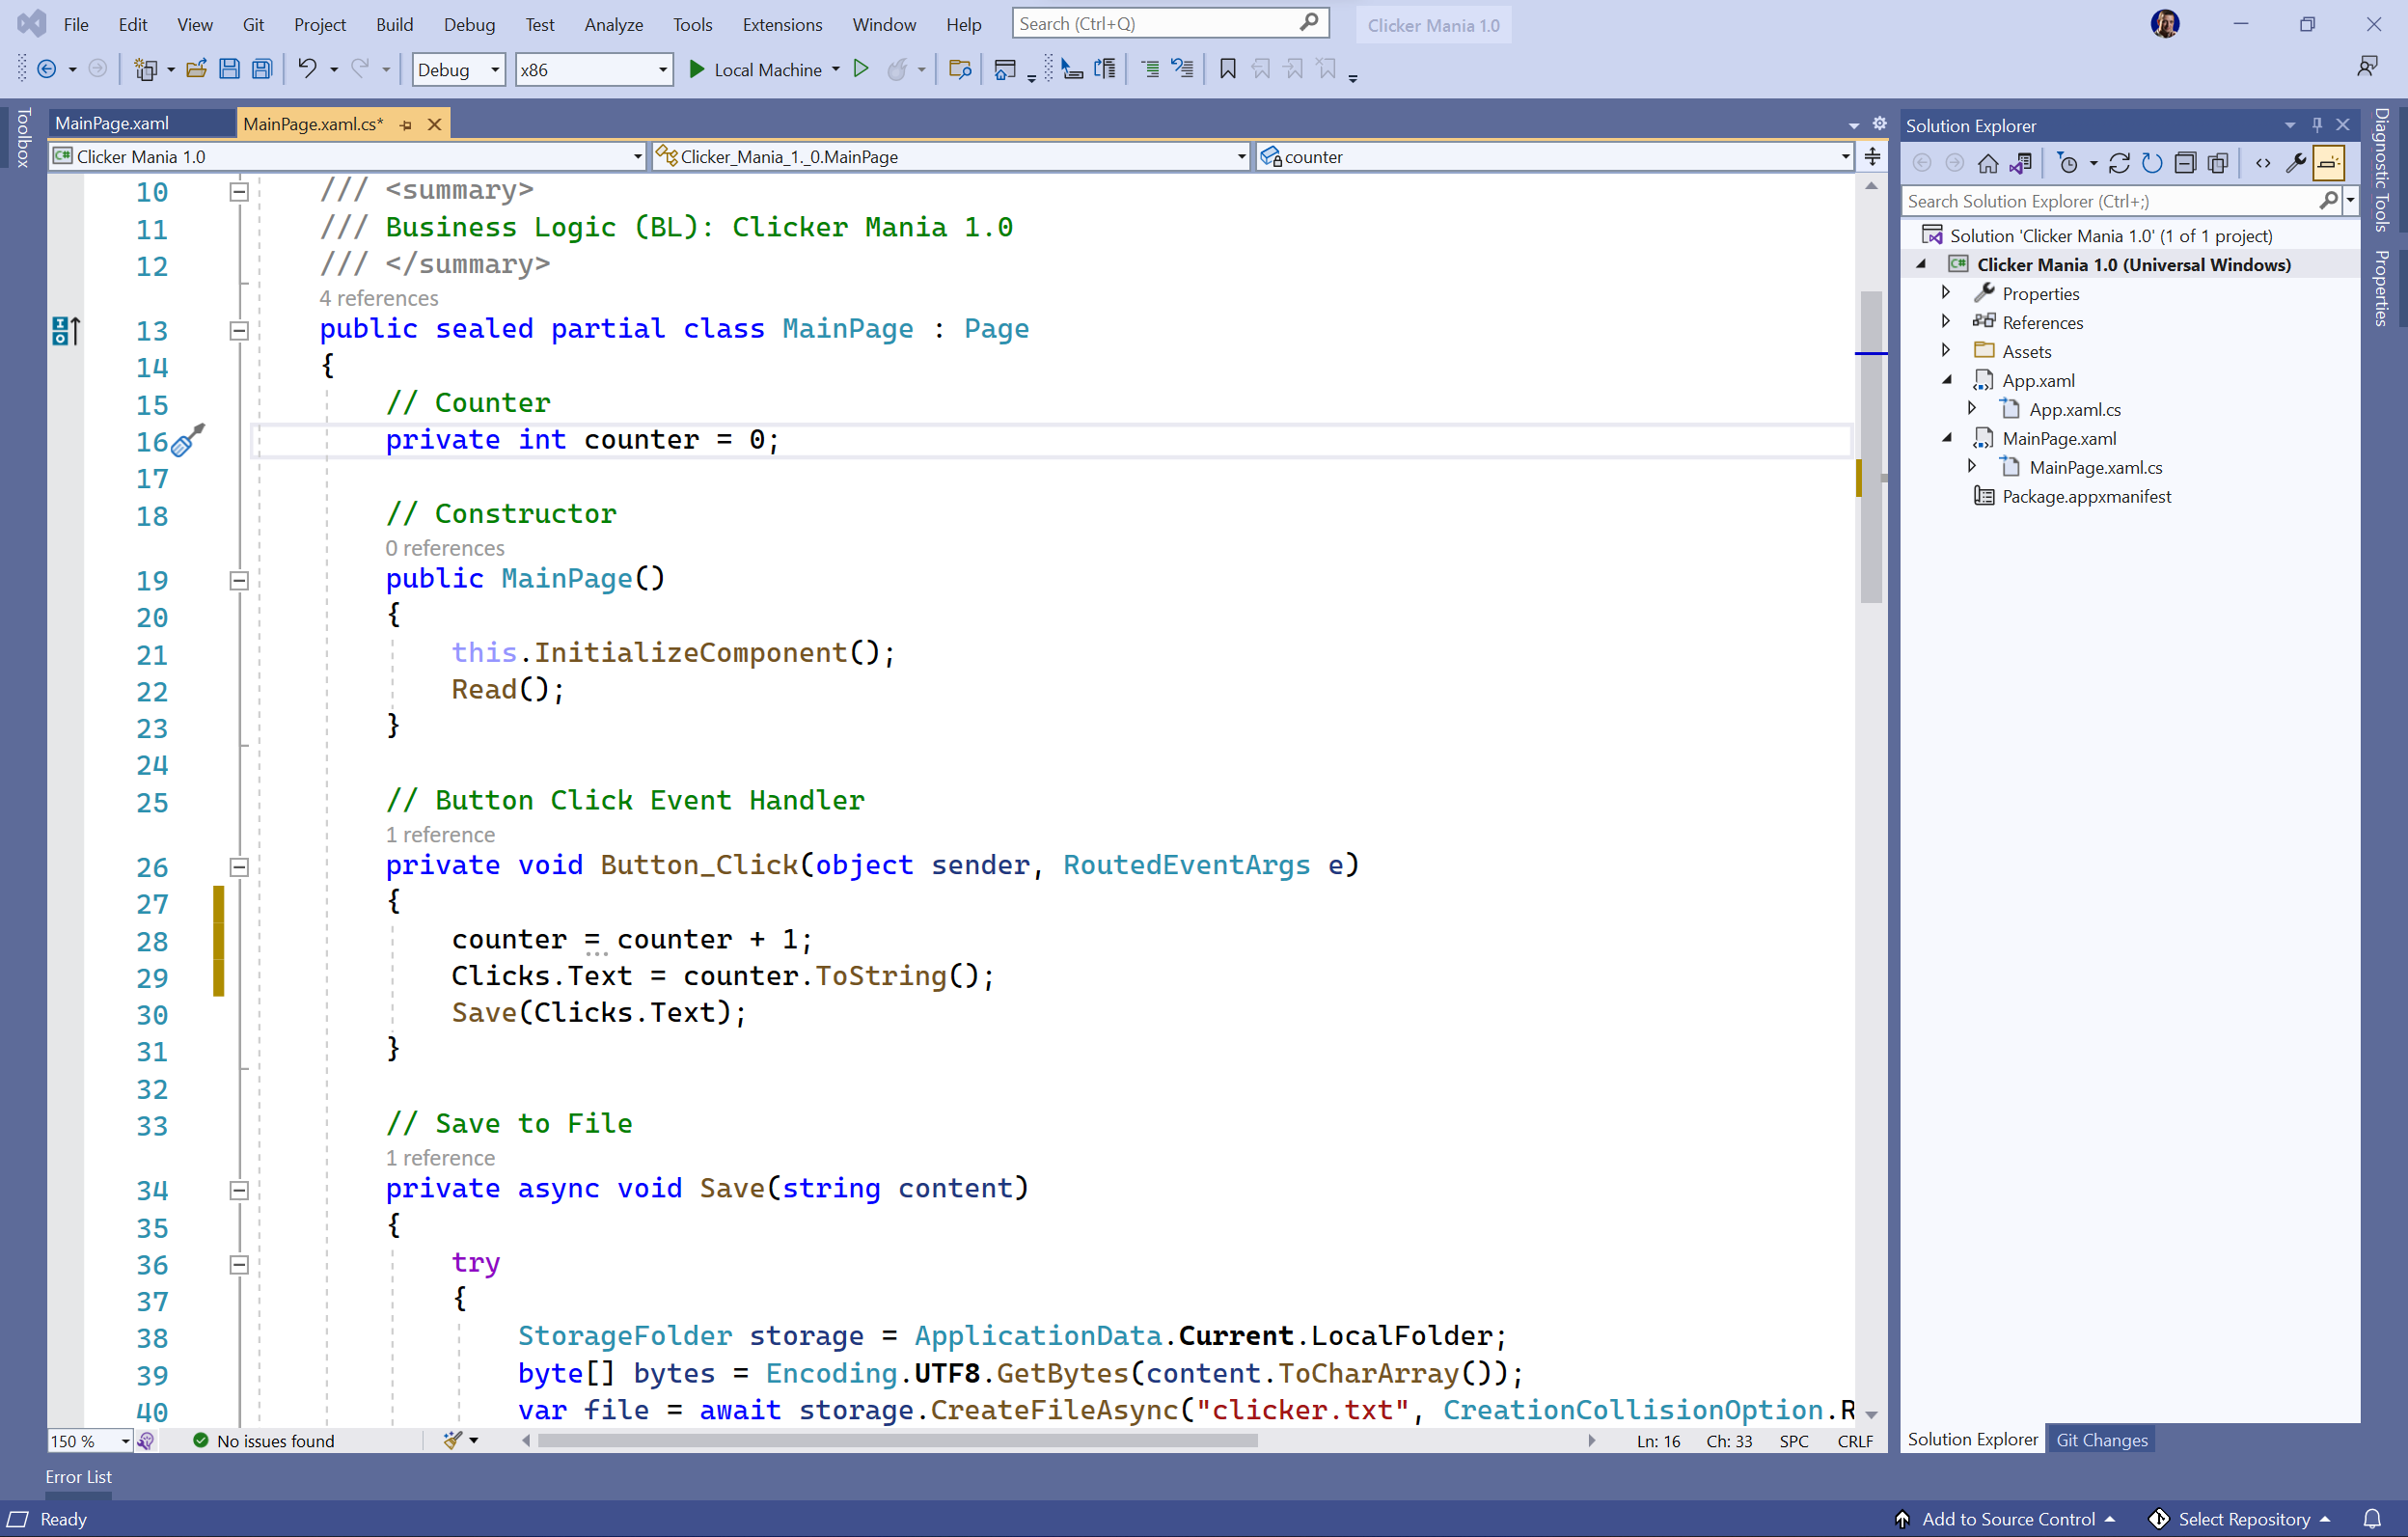 File Edit View Git Project Build Debug Test Analyze Tools Extensions Window Help Search (Ctrl+Q) Clicker Mania 1.0
Debug x86 Local Machine
Toolbox
MainPage.xaml MainPage.xaml.cs*
Clicker Mania 1.0 Clicker_Mania_1._0.MainPage counter
10 /// <summary>
11 /// Business Logic (BL): Clicker Mania 1.0
12 /// </summary>
4 references
13 public sealed partial class MainPage : Page
14 {
15 // Counter
16 private int counter = 0;
17
18 // Constructor
0 references
19 public MainPage()
20 {
21 this.InitializeComponent();
22 Read();
23 }
24
25 // Button Click Event Handler
1 reference
26 private void Button_Click(object sender, RoutedEventArgs e)
27 {
28 counter = counter + 1;
29 Clicks.Text = counter.ToString();
30 Save(Clicks.Text);
31 }
32
33 // Save to File
1 reference
34 private async void Save(string content)
35 {
36 try
37 {
38 StorageFolder storage = ApplicationData.Current.LocalFolder;
39 byte[] bytes = Encoding.UTF8.GetBytes(content.ToCharArray());
40 var file = await storage.CreateFileAsync("clicker.txt", CreationCollisionOption.R
150 % No issues found Ln: 16 Ch: 33 SPC CRLF
Solution Explorer
Search Solution Explorer (Ctrl+;)
Solution 'Clicker Mania 1.0' (1 of 1 project)
Clicker Mania 1.0 (Universal Windows)
Properties
References
Assets
App.xaml
App.xaml.cs
MainPage.xaml
MainPage.xaml.cs
Package.appxmanifest
Solution Explorer Git Changes
Diagnostic Tools
Properties
Error List
Ready Add to Source Control Select Repository